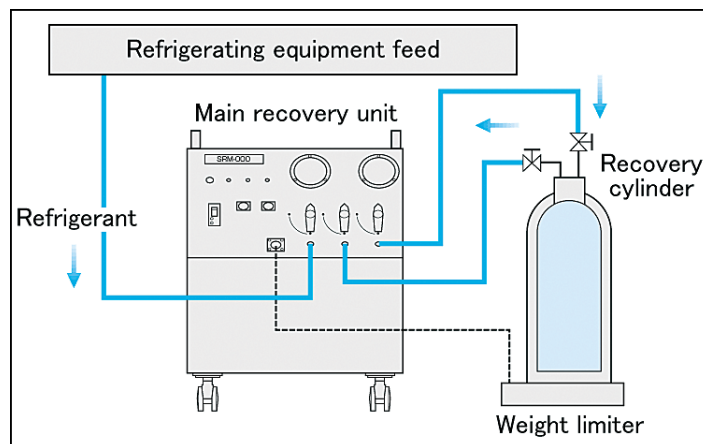 Refrigerating equipment feed
Main recovery unit
SRM-000
Recovery
cylinder
Refrigerant
Weight limiter